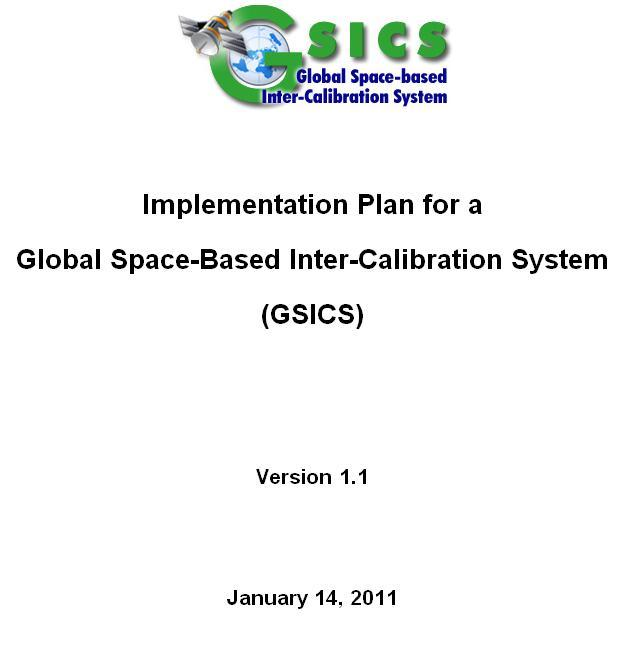 GSICS
Global Space-based
Inter-Calibration System
Implementation Plan for a
Global Space-Based Inter-Calibration System
(GSICS)
Version 1.1
January 14, 2011